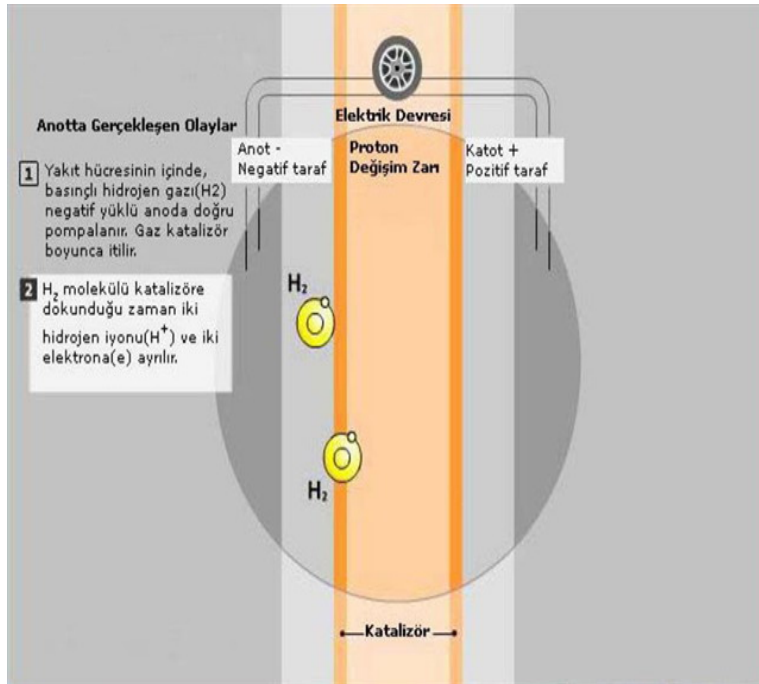 Elektrik Devresi
Anotta Gerçekleşen Olaylar
Anot -
Negatif taraf
Proton
Değişim Zarı
Katot +
Pozitif taraf
1 Yakıt hücresinin içinde,
basınçlı hidrojen gazı(H2)
negatif yüklü anoda doğru
pompalanır. Gaz katalizör
boyunca itilir.
2 H₂ molekülü katalizöre
dokunduğu zaman iki
hidrojen iyonu(H⁺) ve iki
elektrona(e) ayrılır.
H₂
H₂
Katalizör